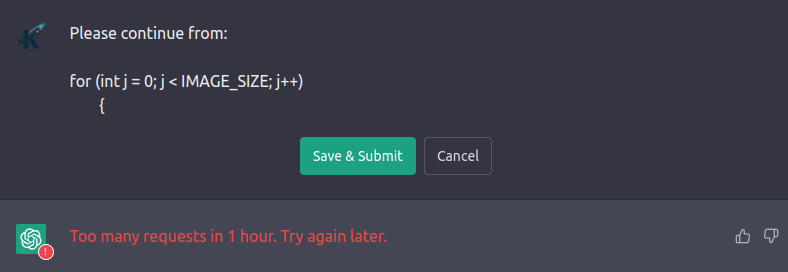 Please continue from:
for (int j = 0; j < IMAGE_SIZE; j++)
{
Save & Submit
Cancel
Too many requests in 1 hour. Try again later.